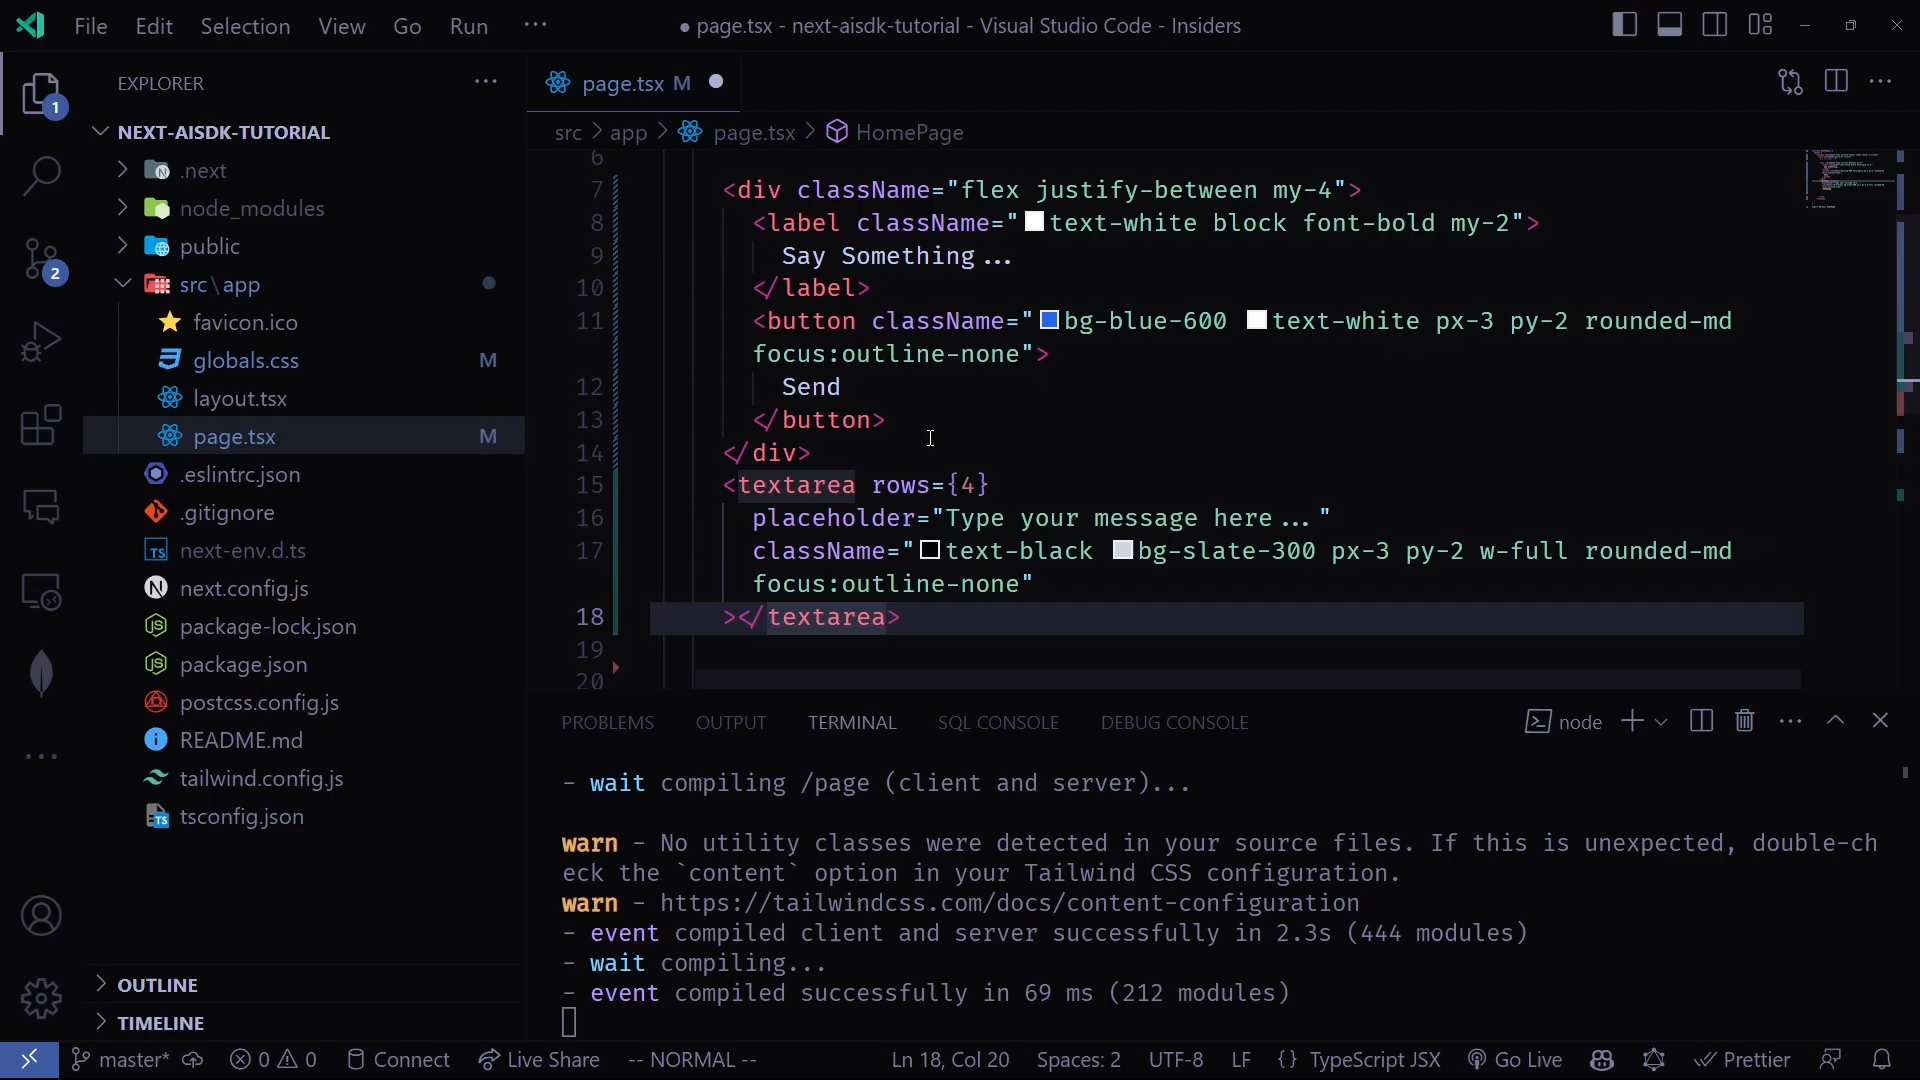 File Edit Selection View Go Run ···
● page.tsx - next-aisdk-tutorial - Visual Studio Code - Insiders
EXPLORER
1
2
NEXT-AISDK-TUTORIAL
.next
node_modules
public
src\app
favicon.ico
globals.css M
layout.tsx
page.tsx M
.eslintrc.json
.gitignore
next-env.d.ts
next.config.js
package-lock.json
package.json
postcss.config.js
README.md
tailwind.config.js
tsconfig.json
OUTLINE
TIMELINE
page.tsx M
src > app > page.tsx > HomePage
6
7 <div className="flex justify-between my-4">
8 <label className="text-white block font-bold my-2">
9 Say Something...
10 </label>
11 <button className="bg-blue-600 text-white px-3 py-2 rounded-md
focus:outline-none">
12 Send
13 </button>
14 </div>
15 <textarea rows={4}
16 placeholder="Type your message here..."
17 className="text-black bg-slate-300 px-3 py-2 w-full rounded-md
focus:outline-none"
18 ></textarea>
19
20
PROBLEMS OUTPUT TERMINAL SQL CONSOLE DEBUG CONSOLE
node
- wait compiling /page (client and server)...
warn - No utility classes were detected in your source files. If this is unexpected, double-ch
eck the `content` option in your Tailwind CSS configuration.
warn - https://tailwindcss.com/docs/content-configuration
- event compiled client and server successfully in 2.3s (444 modules)
- wait compiling...
- event compiled successfully in 69 ms (212 modules)
master* 0 0 Connect Live Share -- NORMAL -- Ln 18, Col 20 Spaces: 2 UTF-8 LF {} TypeScript JSX Go Live Prettier